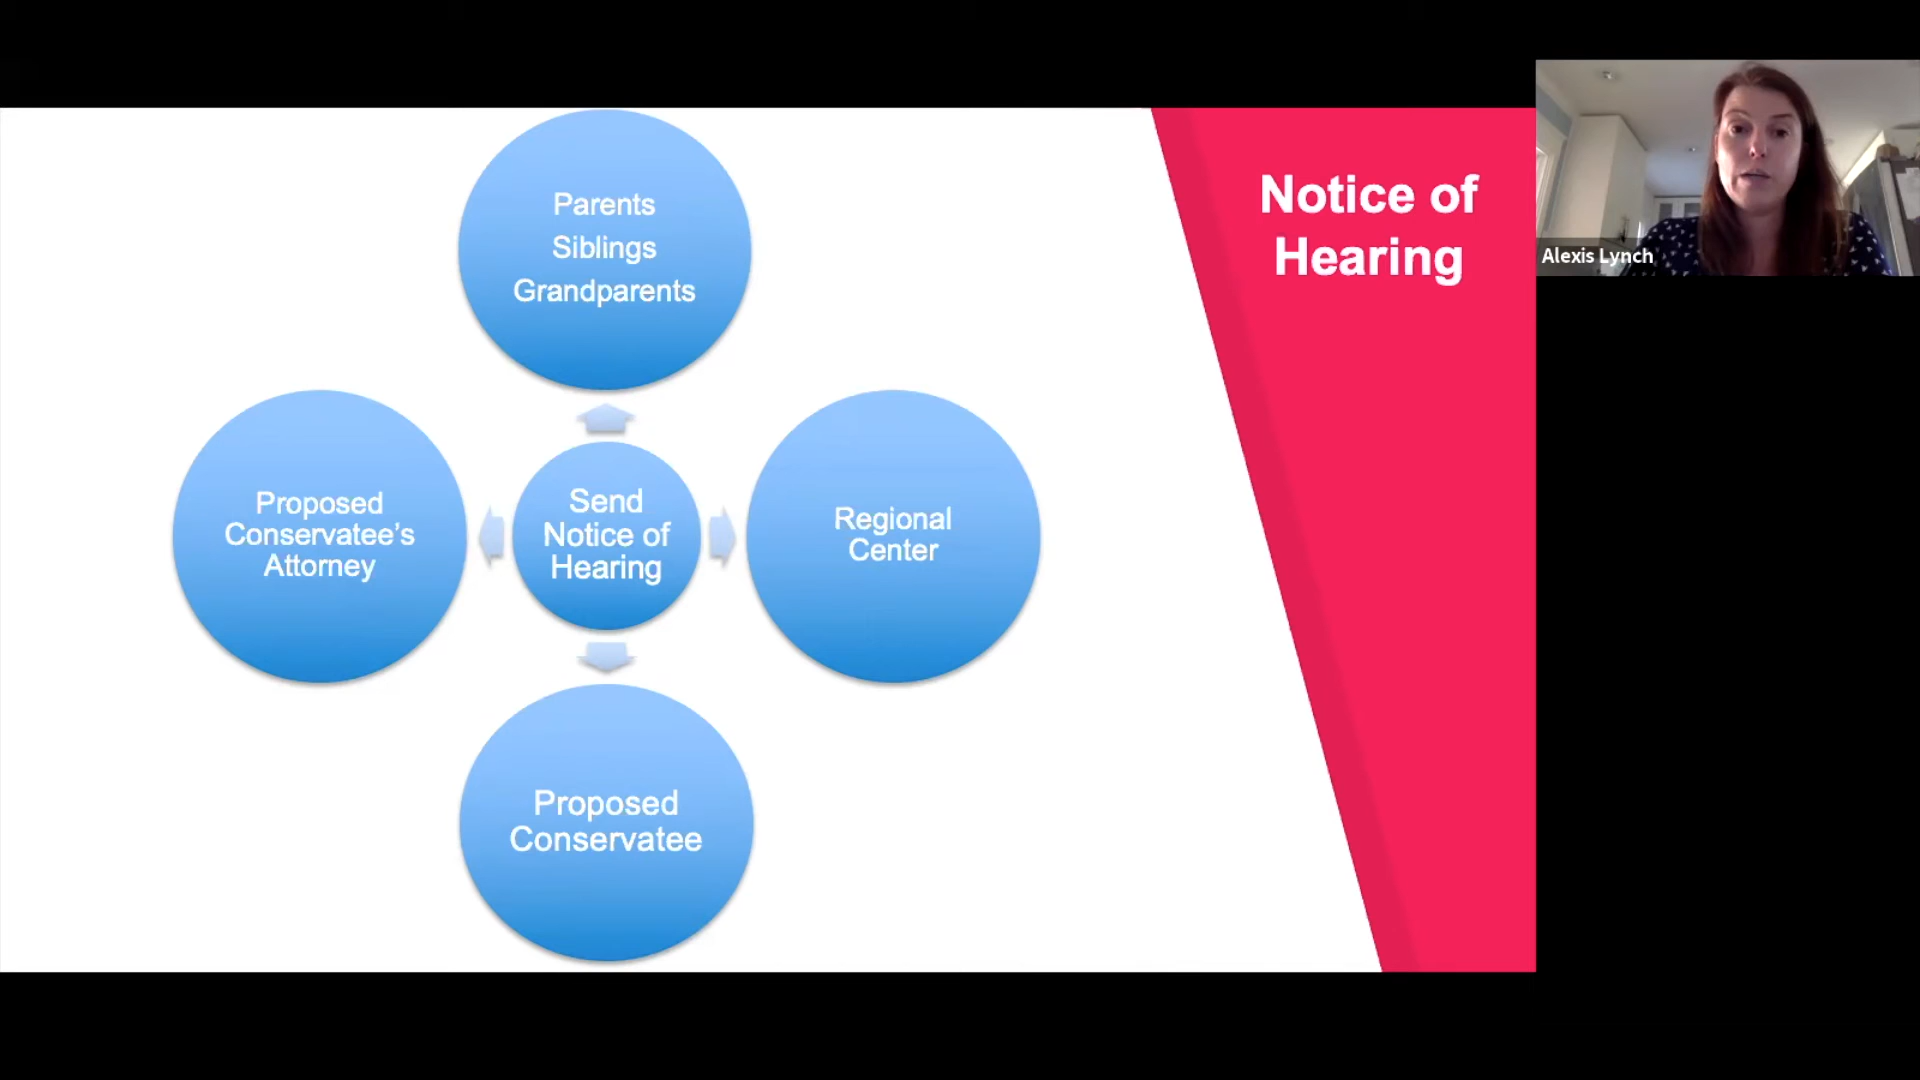 Parents
Siblings
Grandparents
Proposed
Conservatee’s
Attorney
Send
Notice of
Hearing
Regional
Center
Proposed
Conservatee
Notice of
Hearing
Alexis Lynch